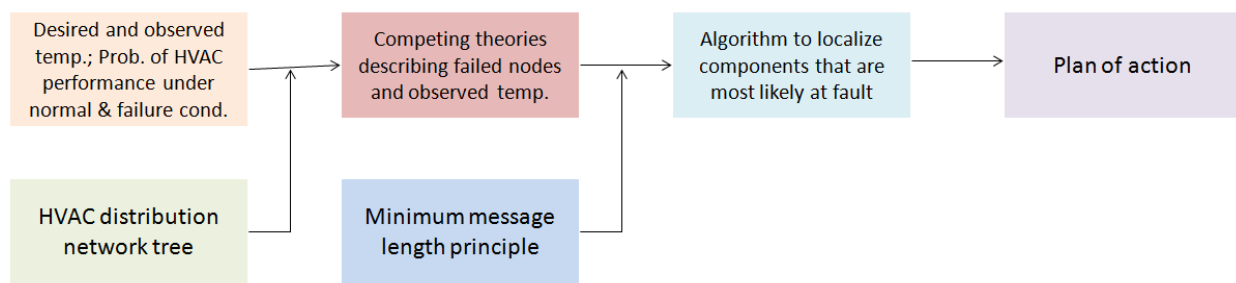 Desired and observed
temp.; Prob. of HVAC
performance under
normal & failure cond.
Competing theories
describing failed nodes
and observed temp.
Algorithm to localize
components that are
most likely at fault
Plan of action
HVAC distribution
network tree
Minimum message
length principle